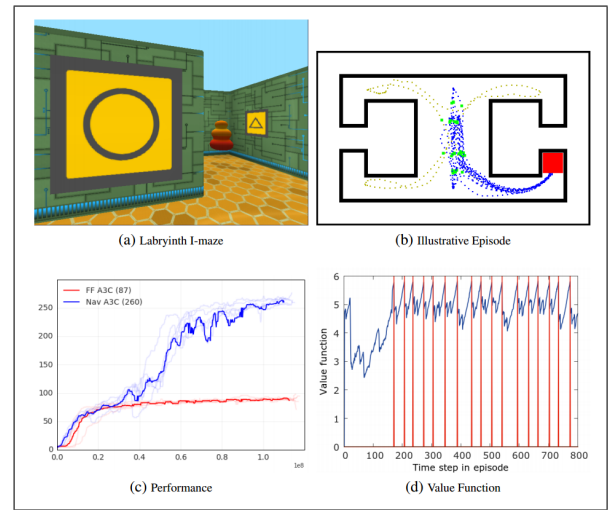 (a) Labryinth I-maze
(b) Illustrative Episode
FF A3C (87)
Nav A3C (260)
250
200
150
100
50
0
0.0 0.2 0.4 0.6 0.8 1.0
1e8
(c) Performance
Value function
6
5
4
3
2
1
0
0 100 200 300 400 500 600 700 800
Time step in episode
(d) Value Function